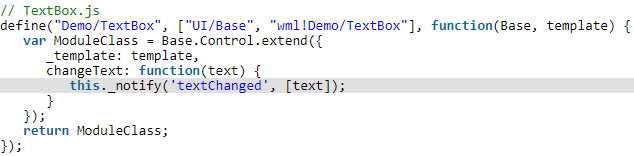 // TextBox.js
define("Demo/TextBox", ["UI/Base", "wml!Demo/TextBox"], function(Base, template) {
   var ModuleClass = Base.Control.extend({
      _template: template,
      changeText: function(text) {
         this._notify('textChanged', [text]);
      }
   });
   return ModuleClass;
});